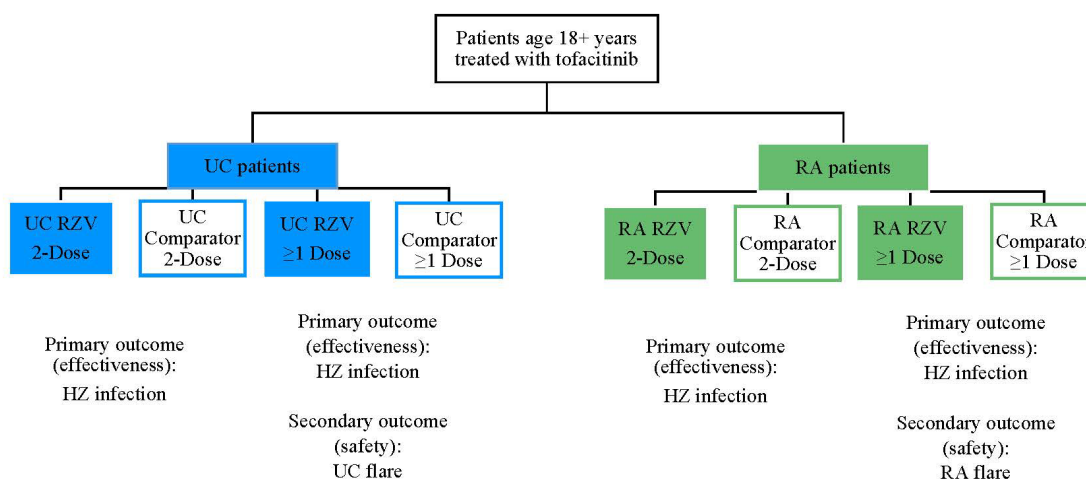 Patients age 18+ years
treated with tofacitinib
UC patients
RA patients
UC RZV
2-Dose
UC
Comparator
2-Dose
UC RZV
≥1 Dose
UC
Comparator
≥1 Dose
RA RZV
2-Dose
RA
Comparator
2-Dose
RA RZV
≥1 Dose
RA
Comparator
≥1 Dose
Primary outcome
(effectiveness):
HZ infection
Primary outcome
(effectiveness):
HZ infection
Secondary outcome
(safety):
UC flare
Primary outcome
(effectiveness):
HZ infection
Primary outcome
(effectiveness):
HZ infection
Secondary outcome
(safety):
RA flare